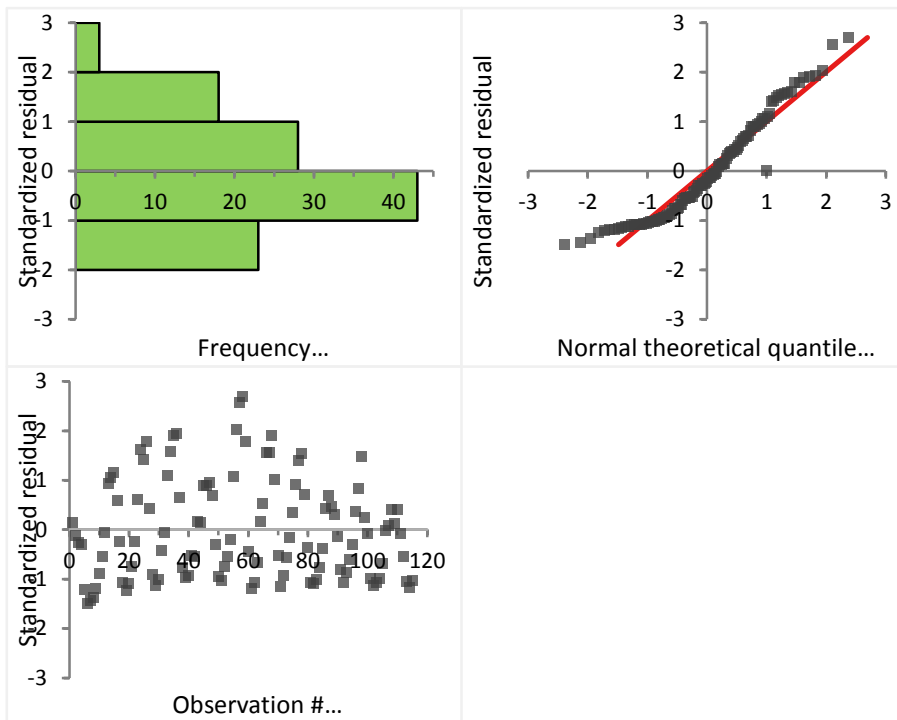 Standardized residual
3
2
1
0
-1
-2
-3
0 10 20 30 40
Frequency...
Standardized residual
3
2
1
0
-1
-2
-3
-3 -2 -1 0 1 2 3
Normal theoretical quantile...
Standardized residual
3
2
1
0
-1
-2
-3
0 20 40 60 80 100 120
Observation #...